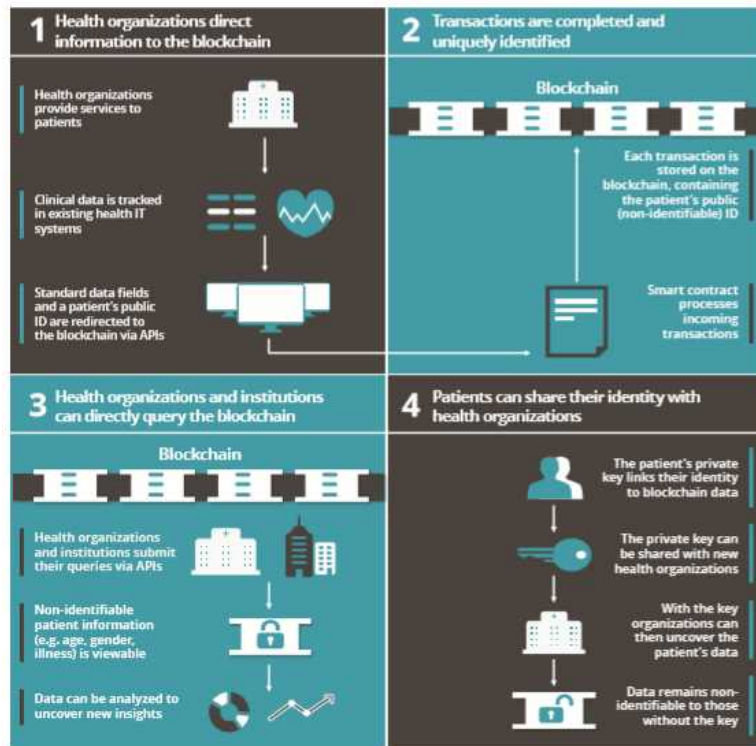 1 Health organizations direct
information to the blockchain
Health organizations
provide services to
patients
Clinical data is tracked
in existing health IT
systems
Standard data fields
and a patient's public
ID are redirected to
the blockchain via APIs
2 Transactions are completed and
uniquely identified
Blockchain
Each transaction is
stored on the
blockchain, containing
the patient's public
(non-identifiable) ID
Smart contract
processes
incoming
transactions
3 Health organizations and institutions
can directly query the blockchain
Blockchain
Health organizations
and institutions submit
their queries via APIs
Non-identifiable
patient information
(e.g. age, gender,
illness) is viewable
Data can be analyzed to
uncover new insights
4 Patients can share their identity with
health organizations
The patient's private
key links their identity
to blockchain data
The private key can
be shared with new
health organizations
With the key
organizations can
then uncover the
patient's data
Data remains non-
identifiable to those
without the key